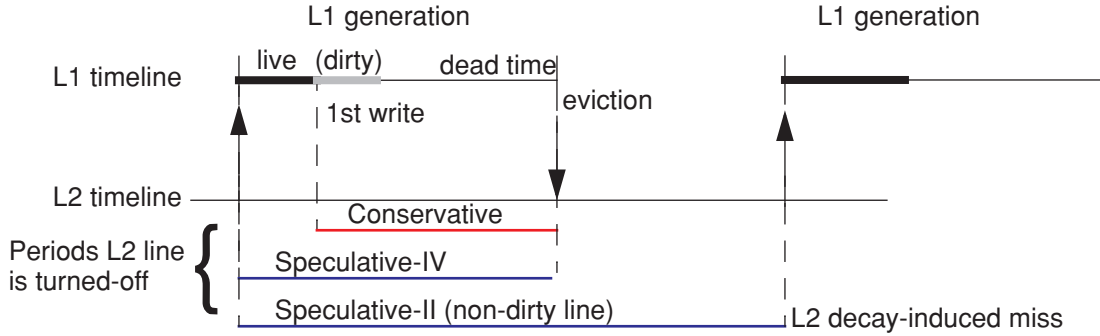 L1 generation
L1 generation
live (dirty) dead time
L1 timeline
eviction
1st write
L2 timeline
Conservative
Periods L2 line
is turned-off
Speculative-IV
Speculative-II (non-dirty line)
L2 decay-induced miss